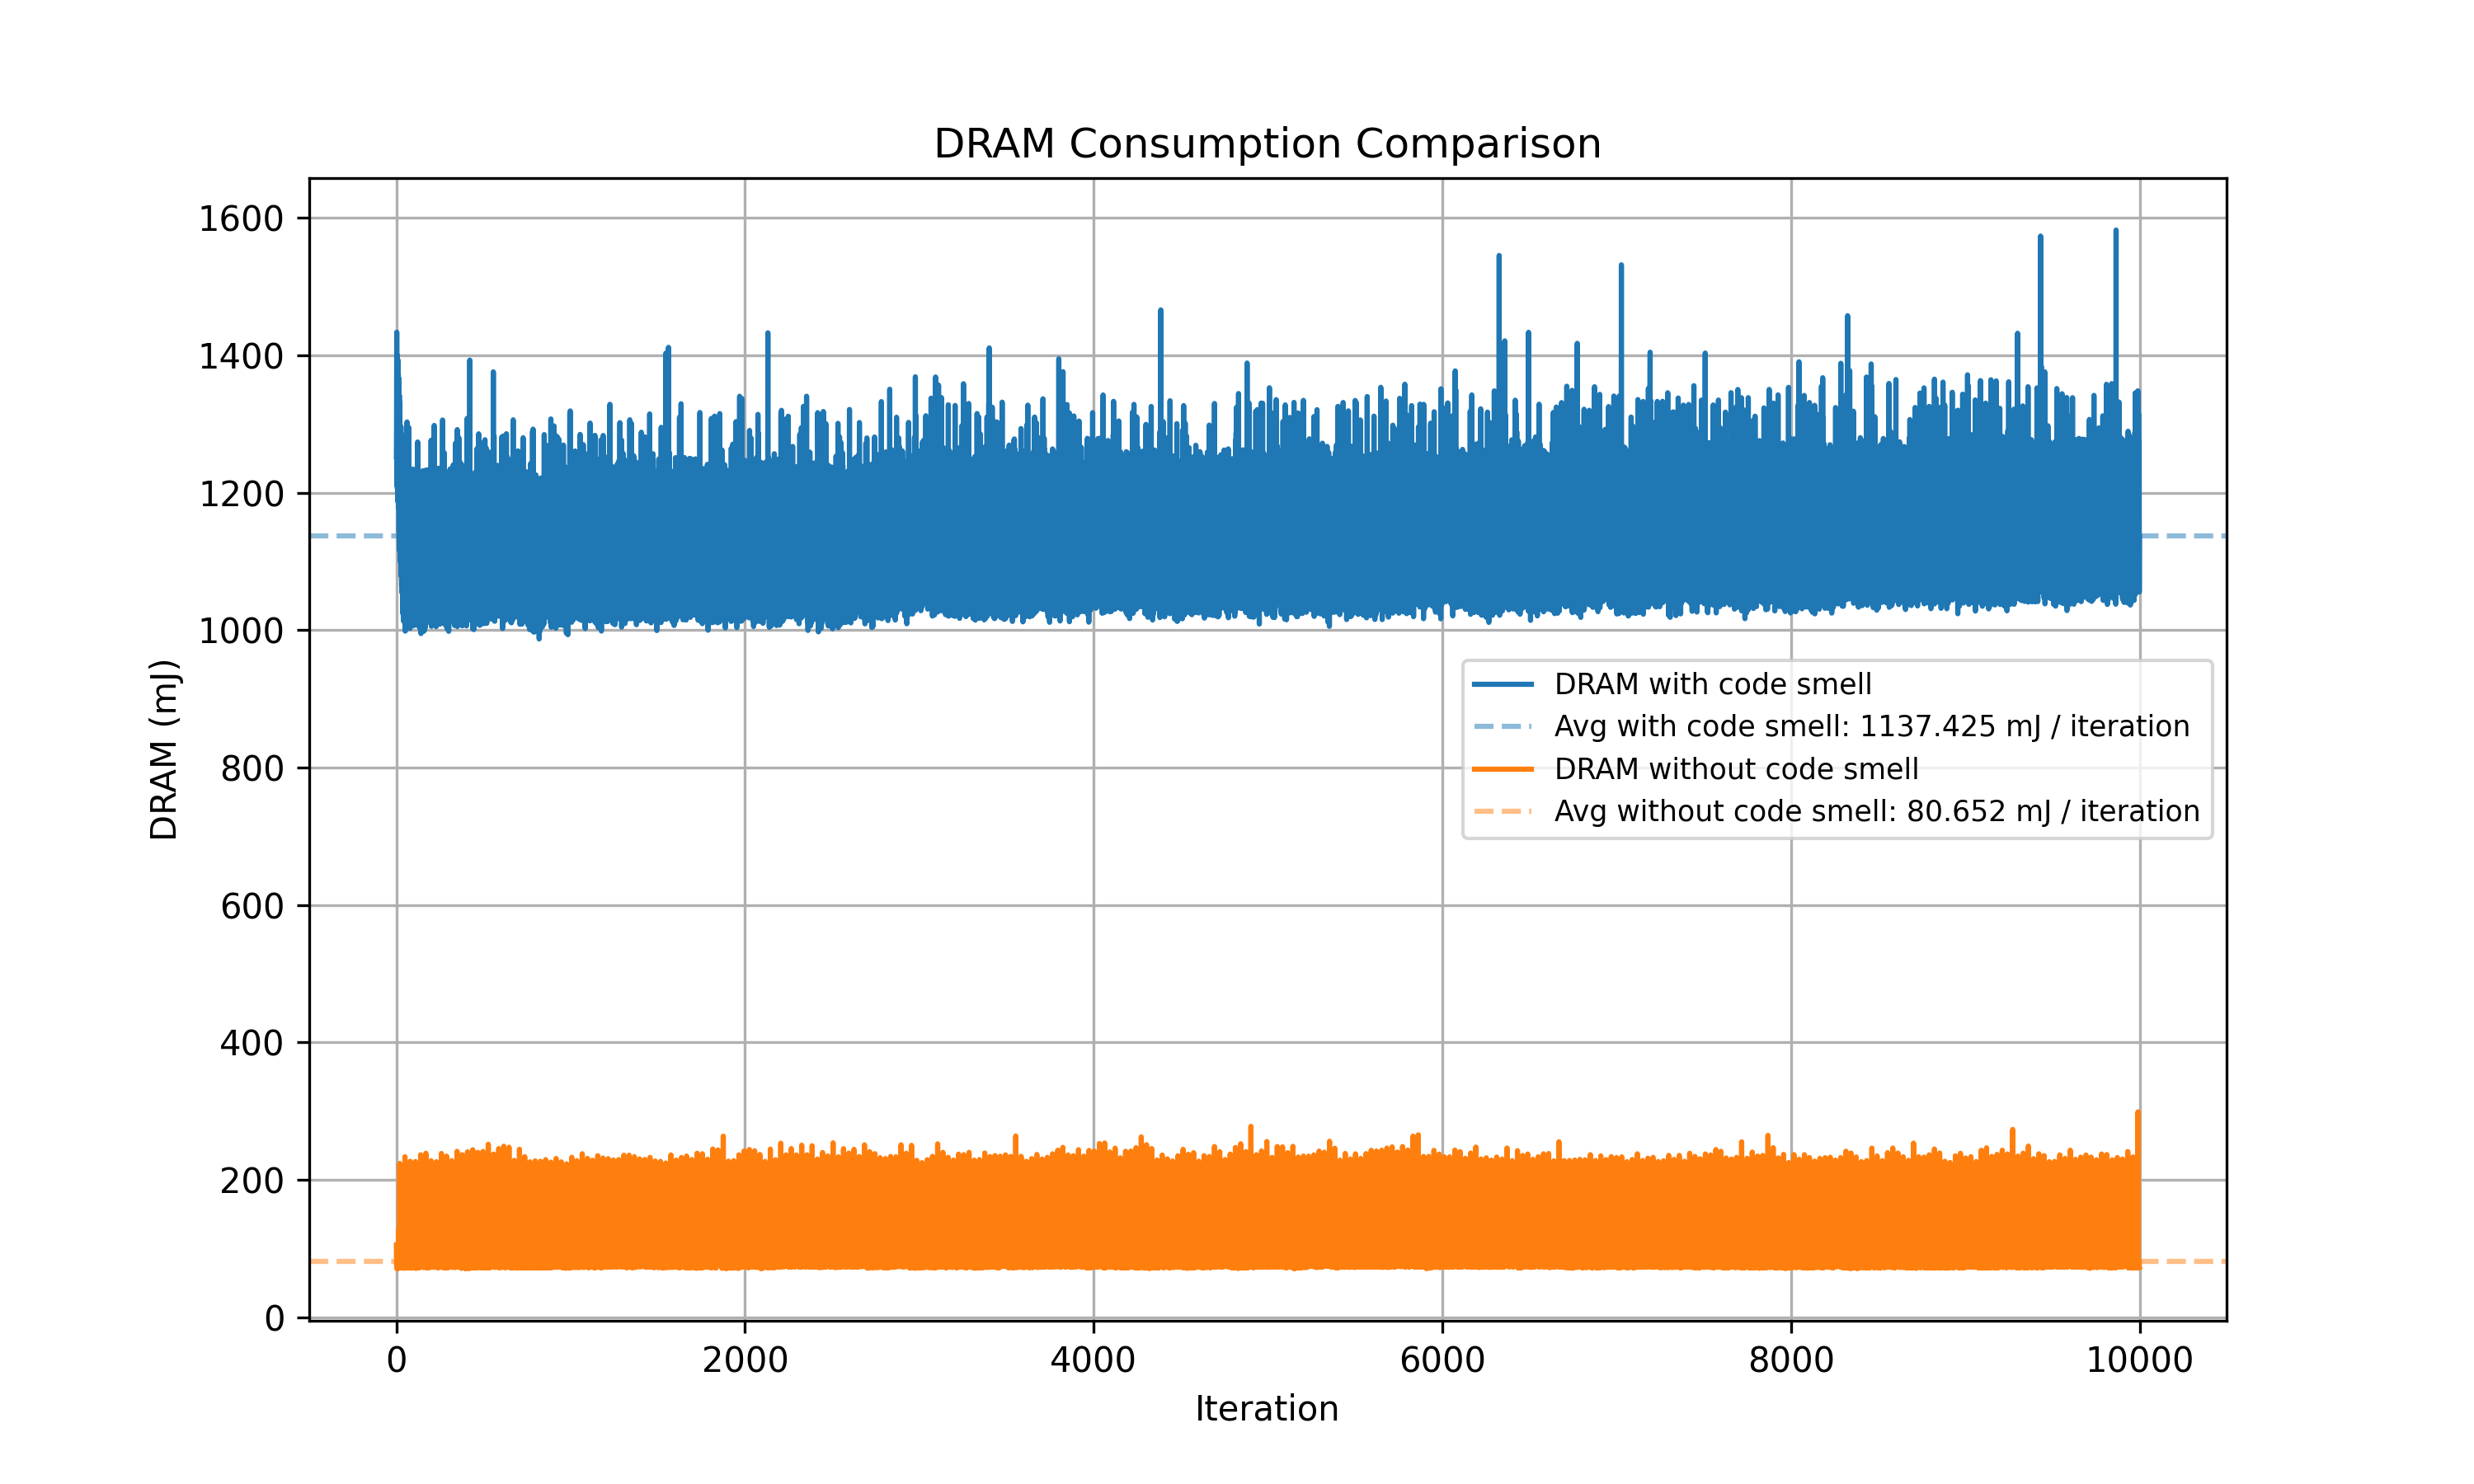 DRAM Consumption Comparison
1600
1400
1200
1000
800
600
400
200
0
DRAM (mJ)
DRAM with code smell
Avg with code smell: 1137.425 mJ / iteration
DRAM without code smell
Avg without code smell: 80.652 mJ / iteration
0 2000 4000 6000 8000 10000
Iteration